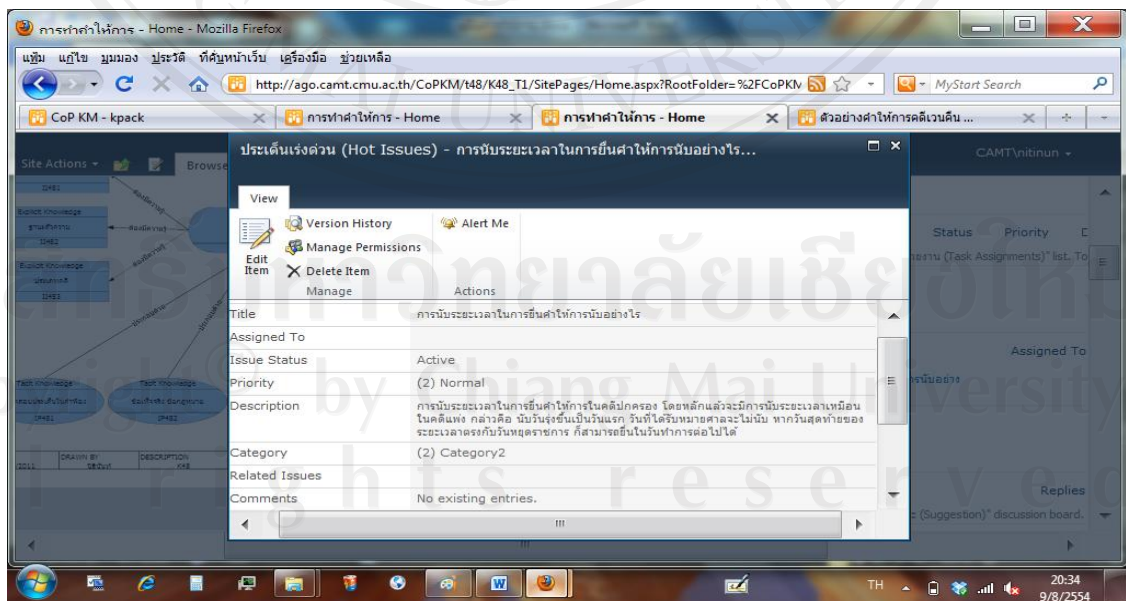 การทำคำให้การ - Home - Mozilla Firefox
แฟ้ม แก้ไข มุมมอง ประวัติ ที่คั่นหน้าเว็บ เครื่องมือ ช่วยเหลือ
http://ago.camt.cmu.ac.th/CoPKM/t48/K48_T1/SitePages/Home.aspx?RootFolder=%2FCoPKM
MyStart Search
CoP KM - kpack
การทำคำให้การ - Home
การทำคำให้การ - Home
ตัวอย่างคำให้การคดีเวนคืน ...
Site Actions
Browse
CAMT\nitinun
ประเด็นเร่งด่วน (Hot Issues) - การนับระยะเวลาในการยื่นคำให้การนับอย่างไร...
View
Edit Item
Version History
Manage Permissions
Delete Item
Alert Me
Manage
Actions
Title การนับระยะเวลาในการยื่นคำให้การนับอย่างไร
Assigned To
Issue Status Active
Priority (2) Normal
Description การนับระยะเวลาในการยื่นคำให้การในคดีปกครอง โดยหลักแล้วจะมีการนับระยะเวลาเหมือน
ในคดีแพ่ง กล่าวคือ นับวันรุ่งขึ้นเป็นวันแรก วันที่ได้รับหมายศาลจะไม่นับ หากวันสุดท้ายของ
ระยะเวลาตรงกับวันหยุดราชการ ก็สามารถยื่นในวันทำการต่อไปได้
Category (2) Category2
Related Issues
Comments No existing entries.
Explicit Knowledge
Explicit Knowledge
Tacit Knowledge
Tacit Knowledge
DRAWN BY
DESCRIPTION
Status Priority
(Task Assignments)" list. To
Assigned To
Replies
(Suggestion)" discussion board.
by Chiang Mai University
rights reserved
TH
20:34
9/8/2554